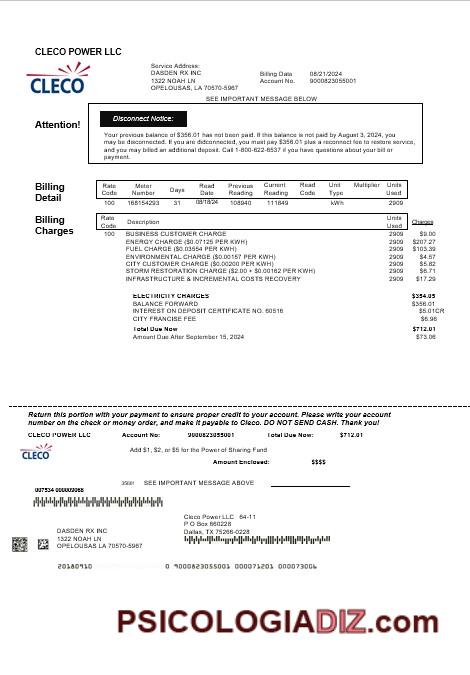 CLECO POWER LLC
CLECO
Service Address:
DASDEN RX INC
1322 NOAH LN
OPELOUSAS, LA 70570-5967
Billing Date 08/21/2024
Account No. 9000823055001
SEE IMPORTANT MESSAGE BELOW
Attention!
Disconnect Notice:
Your previous balance of $356.01 has not been paid. If this balance is not paid by August 3, 2024, you
may be disconnected. If you are didconnected, you must pay $356.01 plus a reconnect fee to restore service,
and you may billed an additional deposit. Call 1-800-622-6537 if you have questions about your bill or
payment.
Billing
Detail
Rate Code Meter Number Days Read Date Previous Reading Current Reading Read Code Unit Type Multiplier Units Used
100 168154293 31 08/18/24 108940 111849 kWh 2909
Billing
Charges
Rate Code Description Units Used Charges
100 BUSINESS CUSTOMER CHARGE 2909 $9.00
ENERGY CHARGE ($0.07125 PER KWH) 2909 $207.27
FUEL CHARGE ($0.03554 PER KWH) 2909 $103.39
ENVIRONMENTAL CHARGE ($0.00157 PER KWH) 2909 $4.57
CITY CUSTOMER CHARGE ($0.00200 PER KWH) 2909 $5.82
STORM RESTORATION CHARGE ($2.00 + $0.00162 PER KWH) 2909 $6.71
INFRASTRUCTURE & INCREMENTAL COSTS RECOVERY 2909 $17.29
ELECTRICITY CHARGES $354.05
BALANCE FORWARD $356.01
INTEREST ON DEPOSIT CERTIFICATE NO. 60516 $5.01CR
CITY FRANCISE FEE $6.96
Total Due Now $712.01
Amount Due After September 15, 2024 $73.06
Return this portion with your payment to ensure proper credit to your account. Please write your account
number on the check or money order, and make it payable to Cleco. DO NOT SEND CASH. Thank you!
CLECO POWER LLC Account No: 9000823055001 Total Due Now: $712.01
CLECO
Add $1, $2, or $5 for the Power of Sharing Fund
Amount Enclosed: $$$$
SEE IMPORTANT MESSAGE ABOVE
007534 000009068
DASDEN RX INC
1322 NOAH LN
OPELOUSAS LA 70570-5967
Cleco Power LLC 64-11
P O Box 660228
Dallas, TX 75266-0228
20180910 0 9000823055001 000071201 000073006
PSICOLOGIADIZ.com